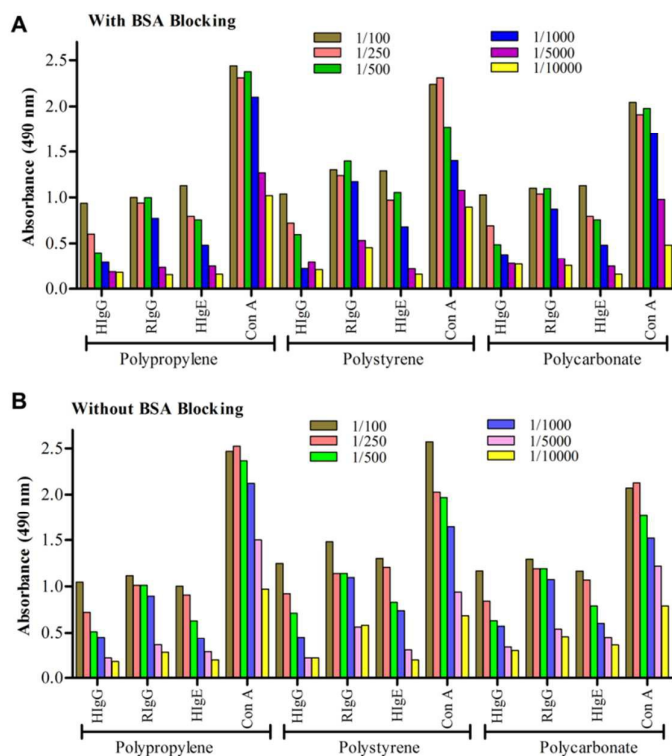 A
With BSA Blocking
1/100
1/250
1/500
1/1000
1/5000
1/10000
Absorbance (490 nm)
2.5
2.0
1.5
1.0
0.5
0.0
HIgG
RIgG
HIgE
Con A
HIgG
RIgG
HIgE
Con A
HIgG
RIgG
HIgE
Con A
Polypropylene
Polystyrene
Polycarbonate
B
Without BSA Blocking
1/100
1/250
1/500
1/1000
1/5000
1/10000
Absorbance (490 nm)
2.5
2.0
1.5
1.0
0.5
0.0
HIgG
RIgG
HIgE
Con A
HIgG
RIgG
HIgE
Con A
HIgG
RIgG
HIgE
Con A
Polypropylene
Polystyrene
Polycarbonate